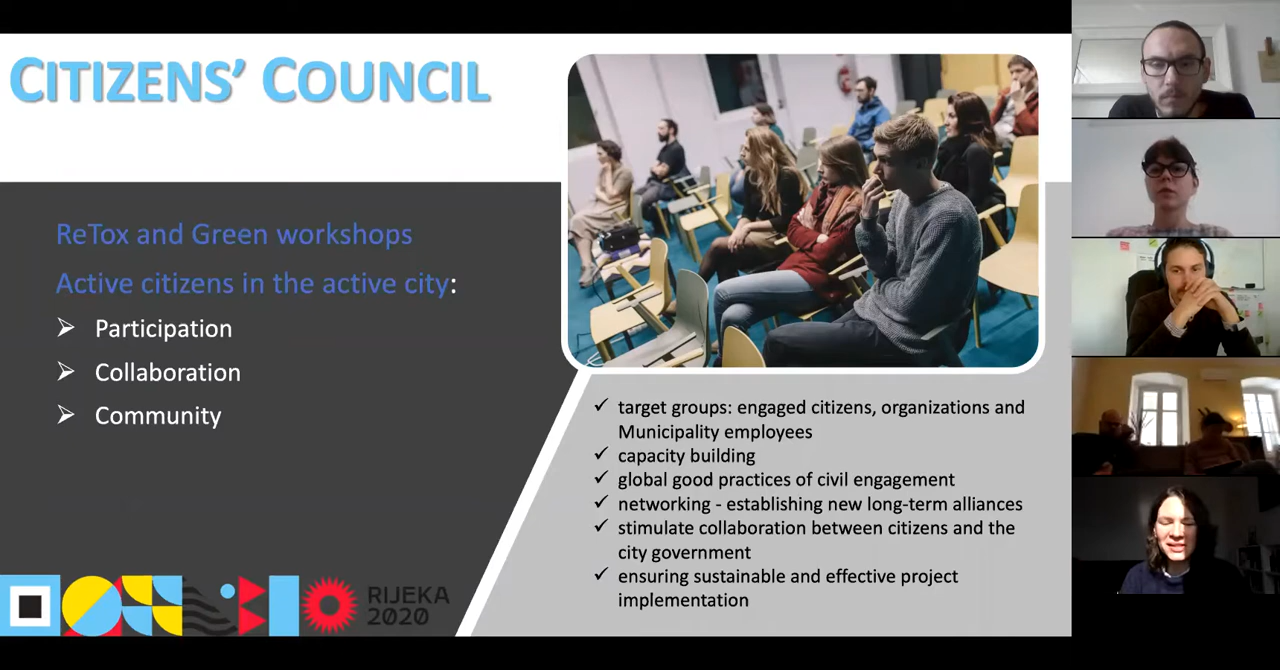 CITIZENS' COUNCIL
ReTox and Green workshops
Active citizens in the active city:
Participation
Collaboration
Community
target groups: engaged citizens, organizations and
Municipality employees
capacity building
global good practices of civil engagement
networking - establishing new long-term alliances
stimulate collaboration between citizens and the
city government
ensuring sustainable and effective project
implementation
RIJEKA
2020